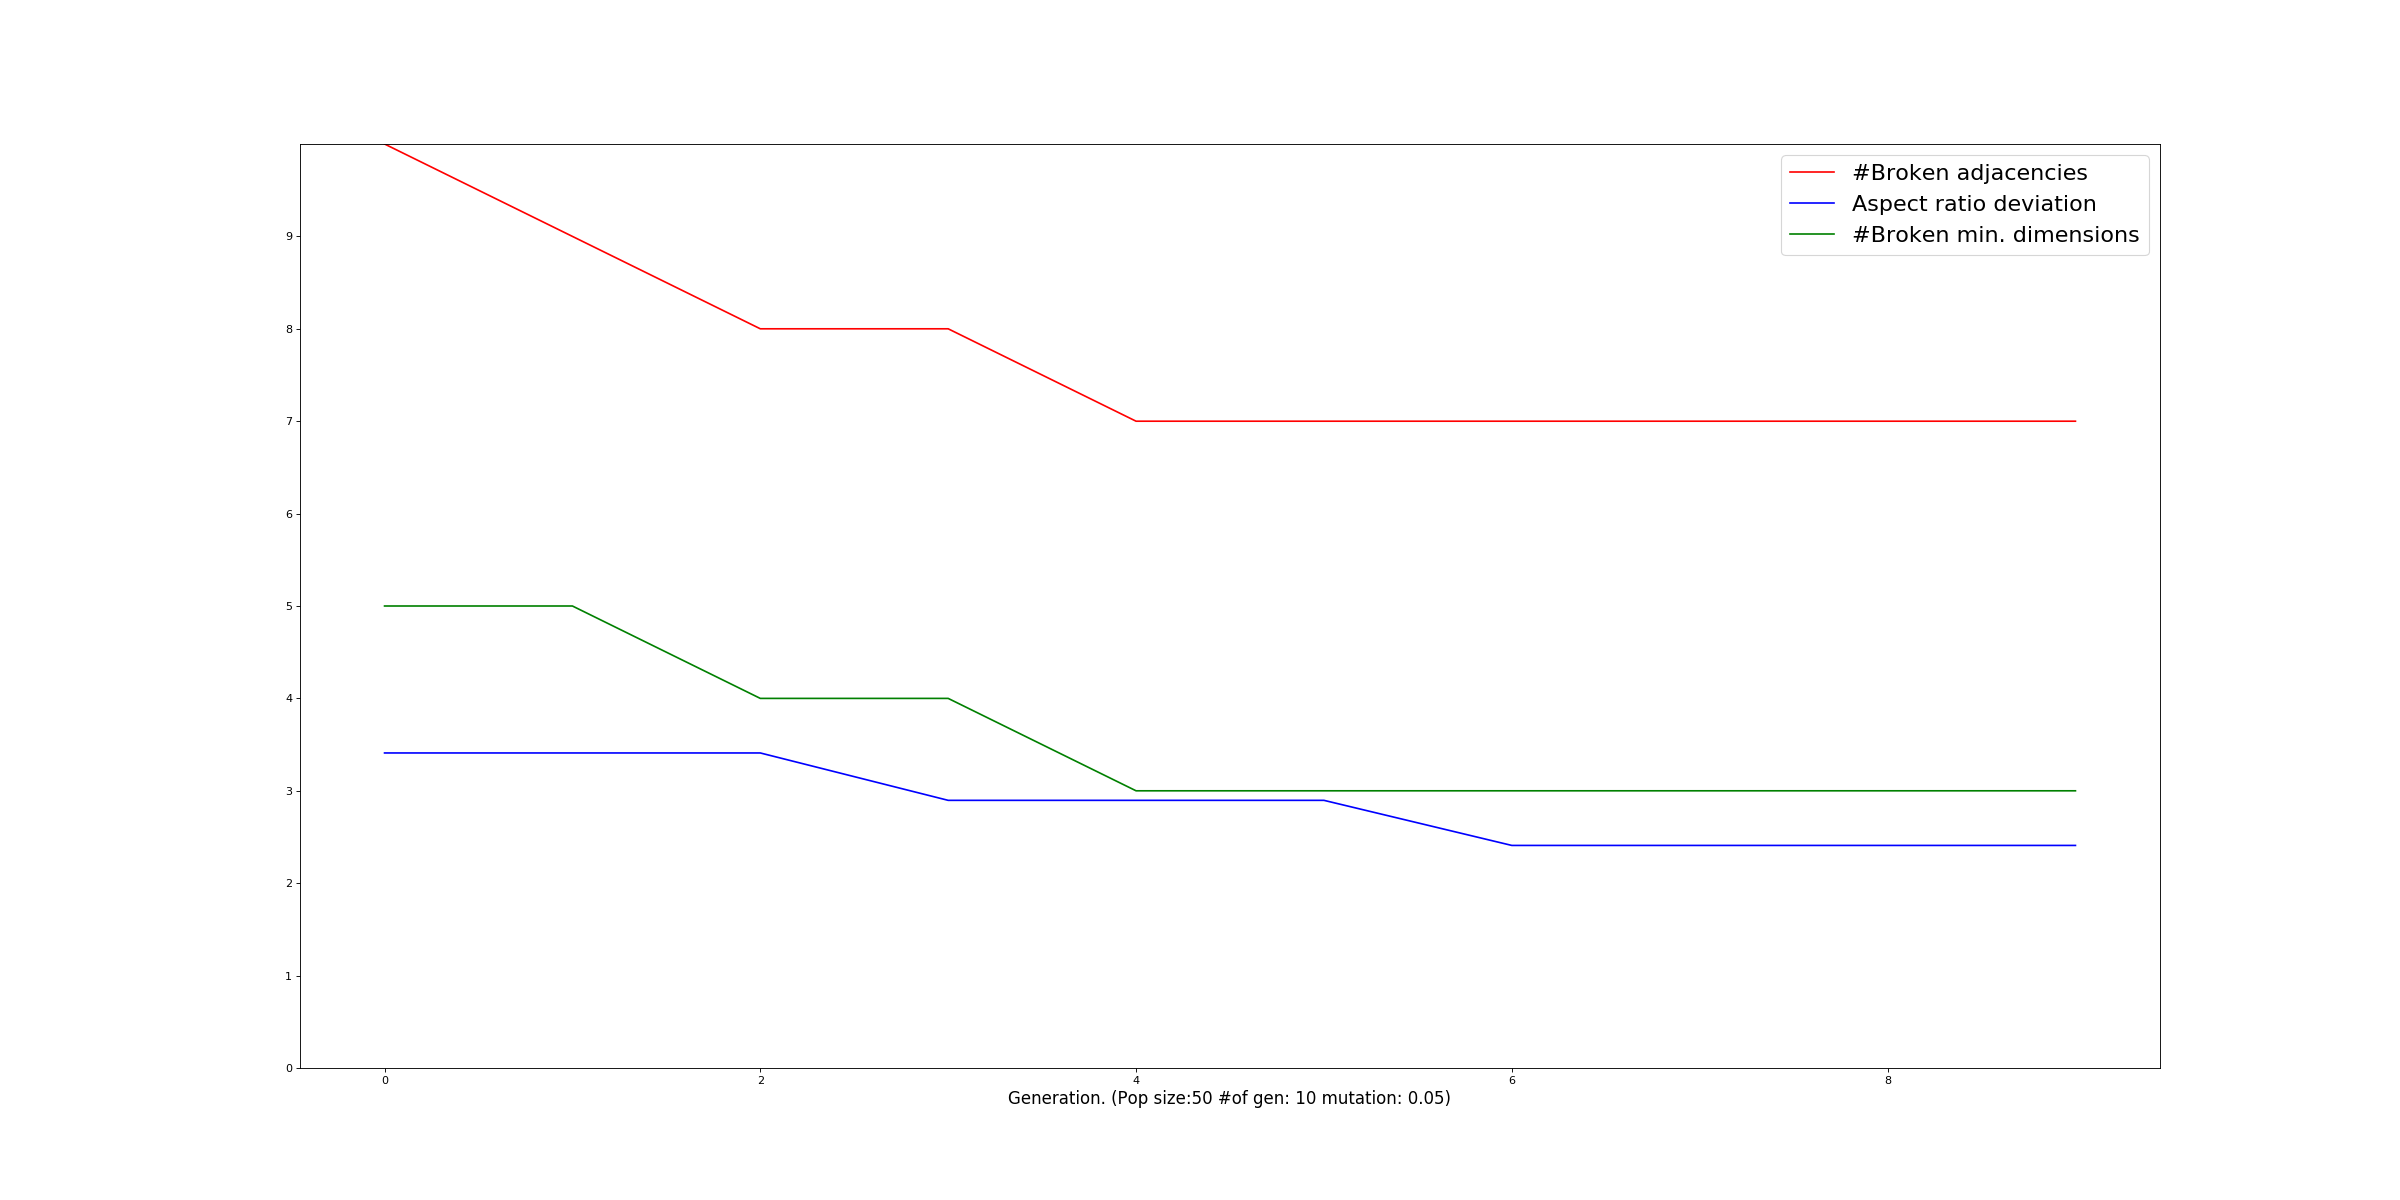 #Broken adjacencies
Aspect ratio deviation
#Broken min. dimensions
9
8
7
6
5
4
3
2
1
0
0 2 4 6 8
Generation. (Pop size:50 #of gen: 10 mutation: 0.05)